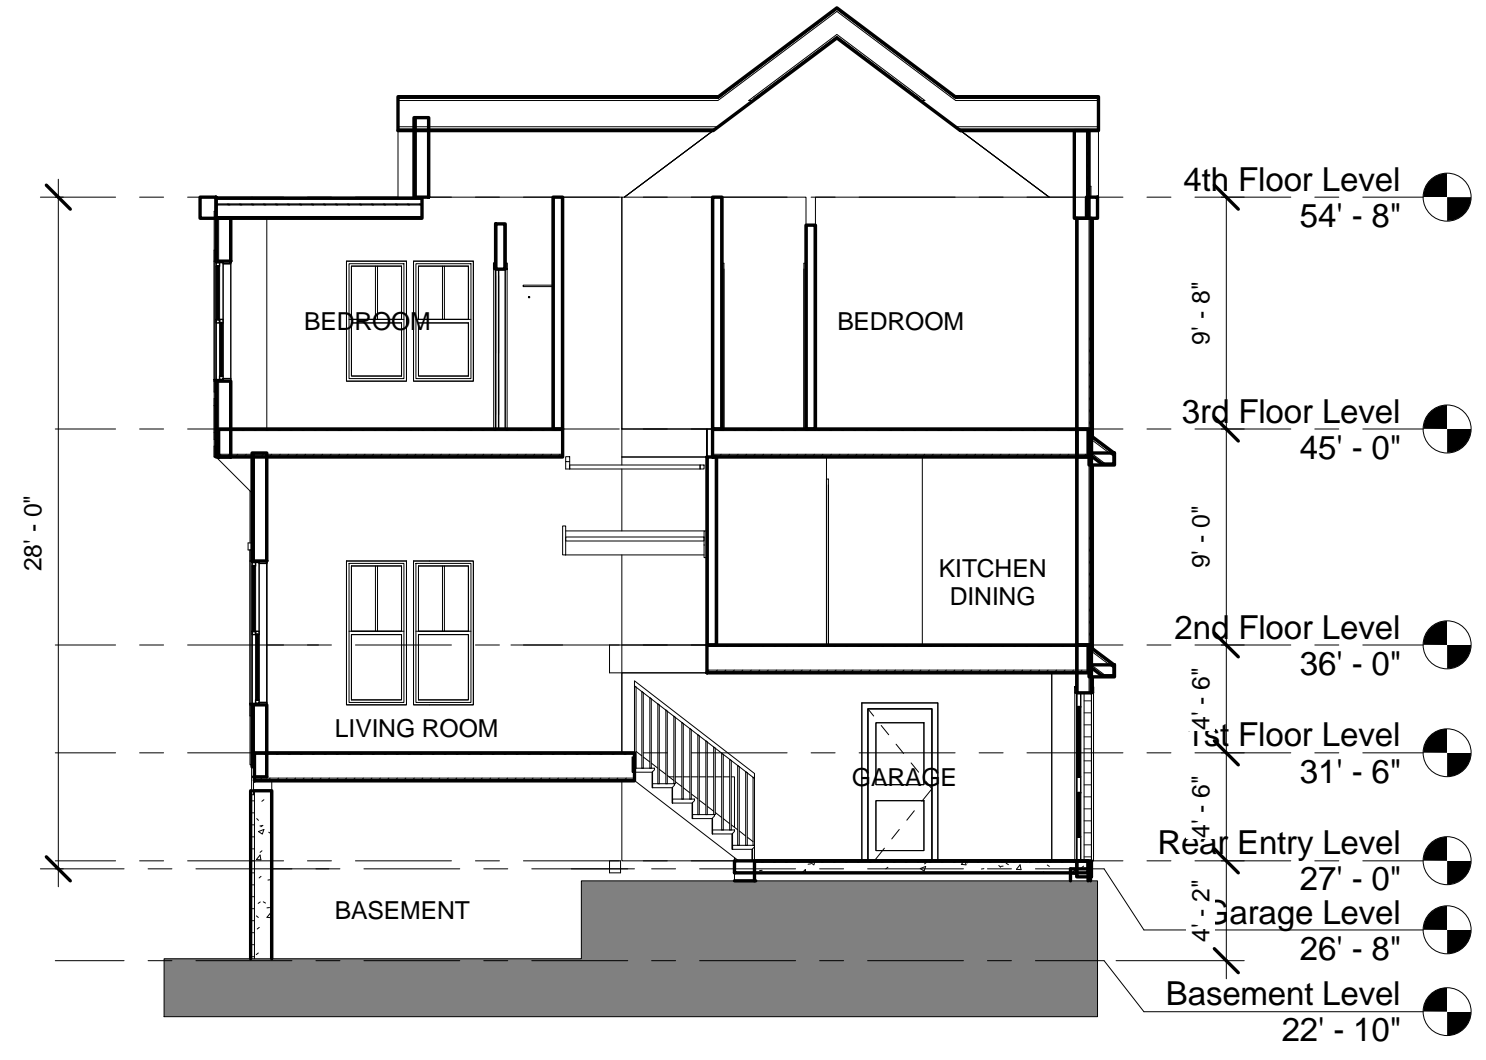 4th Floor Level
54' - 8"
9' - 8"
BEDROOM
BEDROOM
3rd Floor Level
45' - 0"
28' - 0"
9' - 0"
KITCHEN
DINING
2nd Floor Level
36' - 0"
4' - 6"
LIVING ROOM
1st Floor Level
31' - 6"
GARAGE
4' - 6"
Rear Entry Level
27' - 0"
BASEMENT
4' - 2"
Garage Level
26' - 8"
Basement Level
22' - 10"